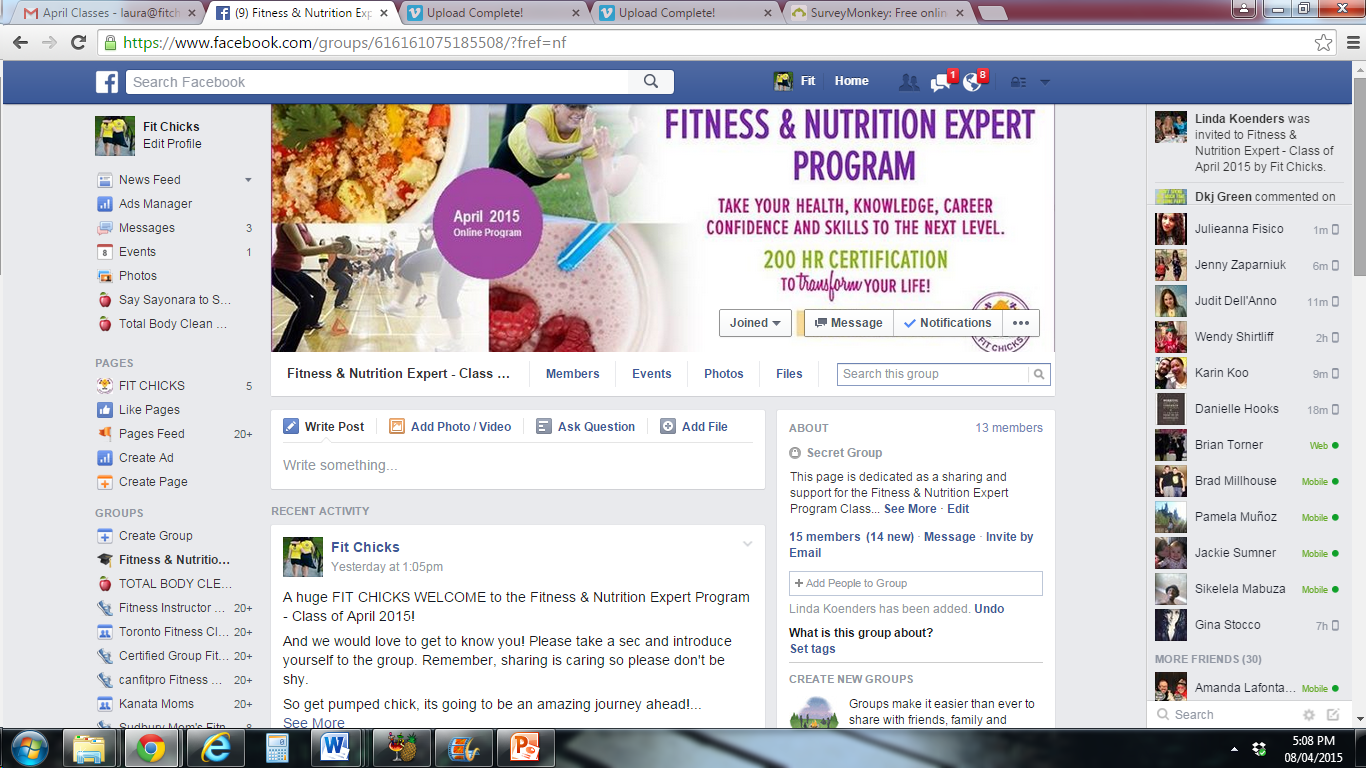 April Classes - laura@fitch
(9) Fitness & Nutrition Exp
Upload Complete!
Upload Complete!
SurveyMonkey: Free onlin
https://www.facebook.com/groups/616161075185508/?fref=nf
Search Facebook
Fit
Home
1
8
Fit Chicks
Edit Profile
News Feed
Ads Manager
Messages 3
Events 1
8
Photos
Say Sayonara to S...
Total Body Clean ...
PAGES
FIT CHICKS 5
Like Pages
Pages Feed 20+
Create Ad
Create Page
GROUPS
Create Group
Fitness & Nutritio...
TOTAL BODY CLE...
Fitness Instructor ... 20+
Toronto Fitness Cl... 20+
Certified Group Fit... 20+
canfitpro Fitness ... 20+
Kanata Moms 20+
Sudbury Mom's Fitn... 8
April 2015
Online Program
FITNESS & NUTRITION EXPERT
PROGRAM
TAKE YOUR HEALTH, KNOWLEDGE, CAREER
CONFIDENCE AND SKILLS TO THE NEXT LEVEL.
200 HR CERTIFICATION
TO transform YOUR LIFE!
FIT CHICKS
Joined
Message
Notifications
Fitness & Nutrition Expert - Class ...
Members
Events
Photos
Files
Search this group
Write Post
Add Photo / Video
Ask Question
Add File
Write something...
RECENT ACTIVITY
Fit Chicks
Yesterday at 1:05pm
A huge FIT CHICKS WELCOME to the Fitness & Nutrition Expert Program
- Class of April 2015!
And we would love to get to know you! Please take a sec and introduce
yourself to the group. Remember, sharing is caring so please don't be
shy.
So get pumped chick, its going to be an amazing journey ahead!...
See More
ABOUT
13 members
Secret Group
This page is dedicated as a sharing and
support for the Fitness & Nutrition Expert
Program Class... See More · Edit
15 members (14 new) · Message · Invite by
Email
+ Add People to Group
Linda Koenders has been added. Undo
What is this group about?
Set tags
CREATE NEW GROUPS
Groups make it easier than ever to
share with friends, family and
Linda Koenders was
invited to Fitness &
Nutrition Expert - Class of
April 2015 by Fit Chicks.
Dkj Green commented on
Julieanna Fisico 1m
Jenny Zaparniuk 6m
Judit Dell'Anno 11m
Wendy Shirtliff 2h
Karin Koo 9m
Danielle Hooks 18m
Brian Torner Web
Brad Millhouse Mobile
Pamela Muñoz Mobile
Jackie Sumner Mobile
Sikelela Mabuza Mobile
Gina Stocco 7h
MORE FRIENDS (30)
Amanda Lafonta... Mobile
Search
5:08 PM
08/04/2015